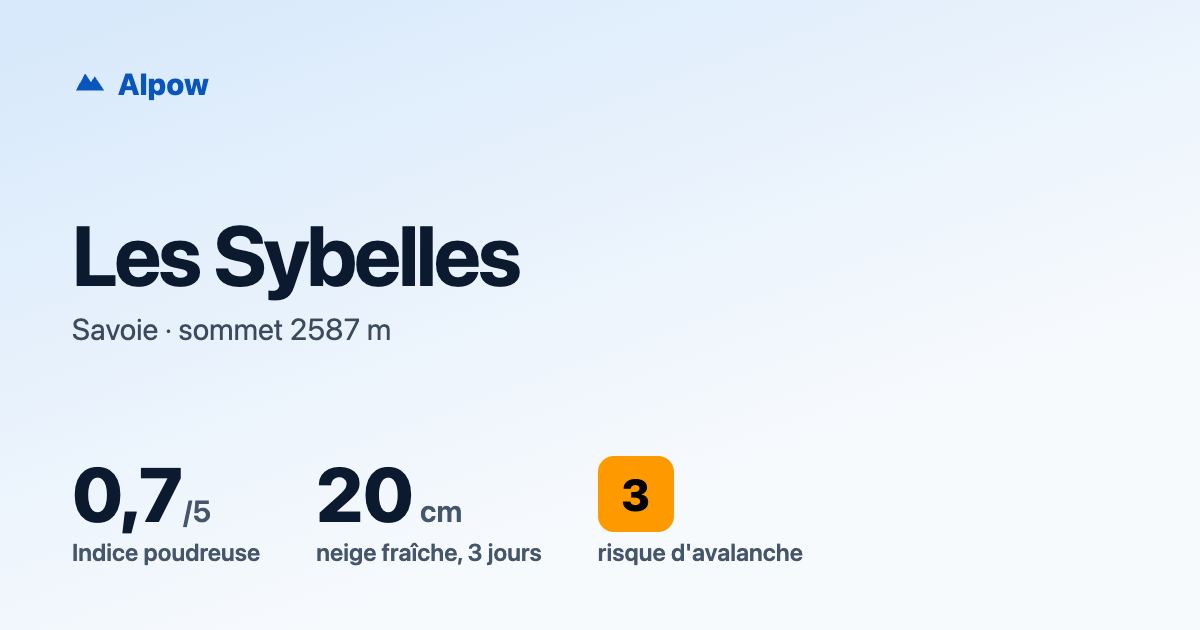 Alpow
Les Sybelles
Savoie · sommet 2587 m
0,7/5
Indice poudreuse
20 cm
neige fraîche, 3 jours
3
risque d'avalanche